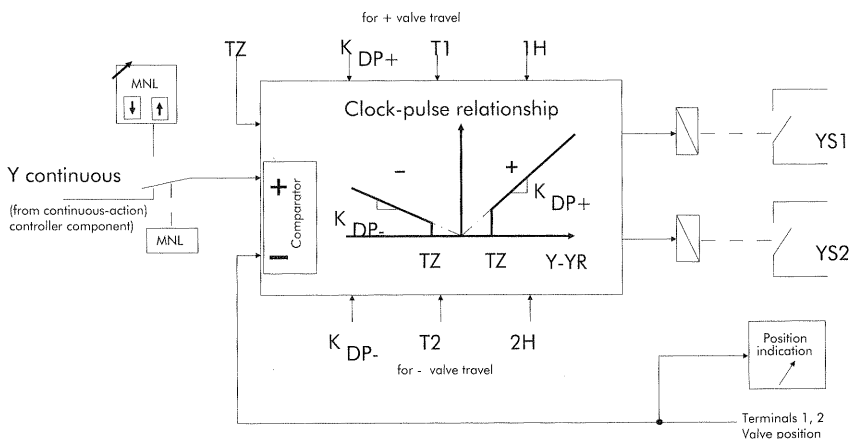 for + valve travel
TZ
K DP+
T1
1H
MNL
Clock-pulse relationship
YS1
Y continuous
(from continuous-action)
controller component)
MNL
+
Comparator
−
−
+
K DP-
K DP+
TZ
TZ
Y-YR
YS2
K DP-
T2
2H
for - valve travel
Position
indication
Terminals 1, 2
Valve position